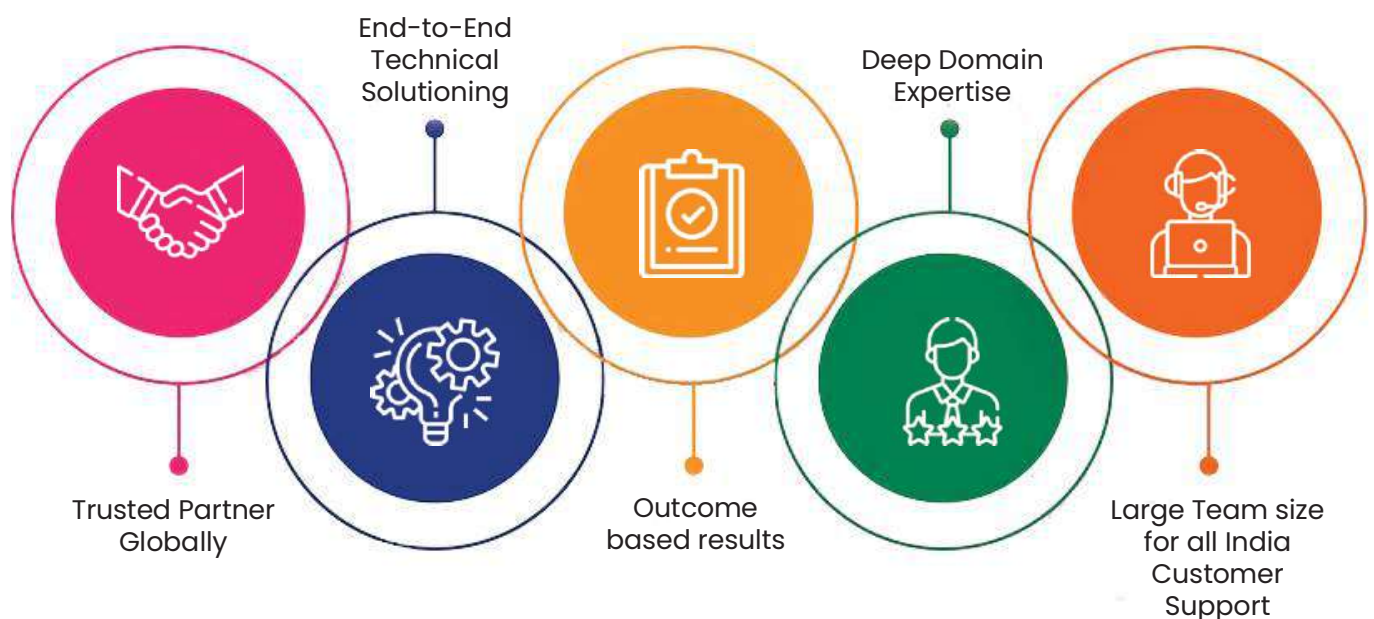 Trusted Partner
Globally
End-to-End
Technical
Solutioning
Outcome
based results
Deep Domain
Expertise
Large Team size
for all India
Customer
Support